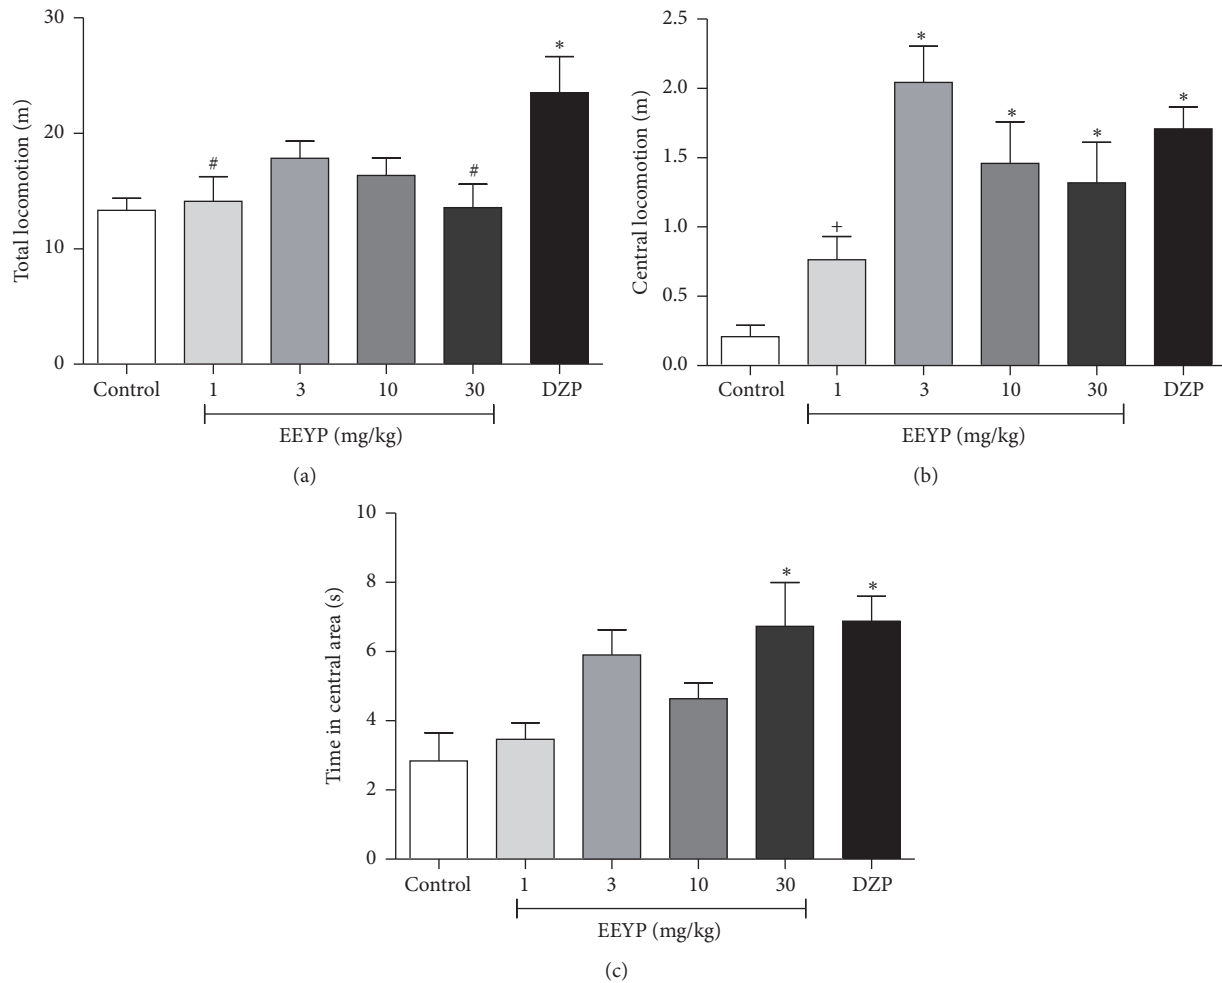 Total locomotion (m)
30
20
10
0
*
#
#
Control 1 3 10 30 DZP
EEYP (mg/kg)
(a)
Central locomotion (m)
2.5
2.0
1.5
1.0
0.5
0.0
*
*
*
*
+
Control 1 3 10 30 DZP
EEYP (mg/kg)
(b)
Time in central area (s)
10
8
6
4
2
0
* *
Control 1 3 10 30 DZP
EEYP (mg/kg)
(c)